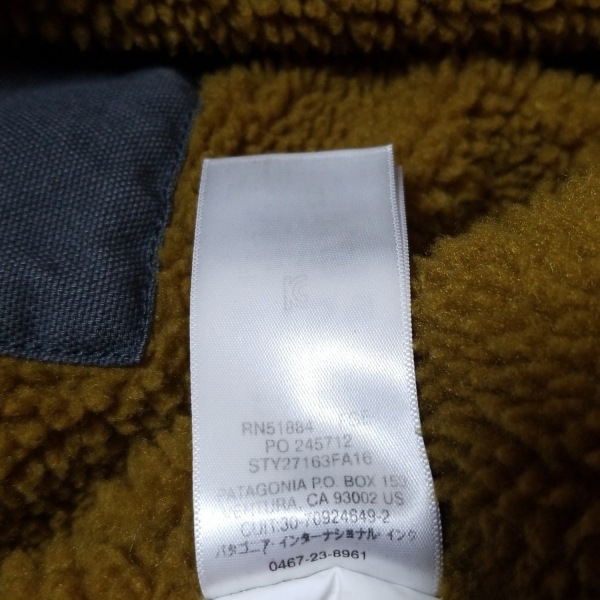 RN51884
PO 245712
STY27163FA16
PATAGONIA P.O. BOX 150
VENTURA, CA 93002 US
CUIT:30-70924649-2
パタゴニア・インターナショナル・インク
0467-23-8961